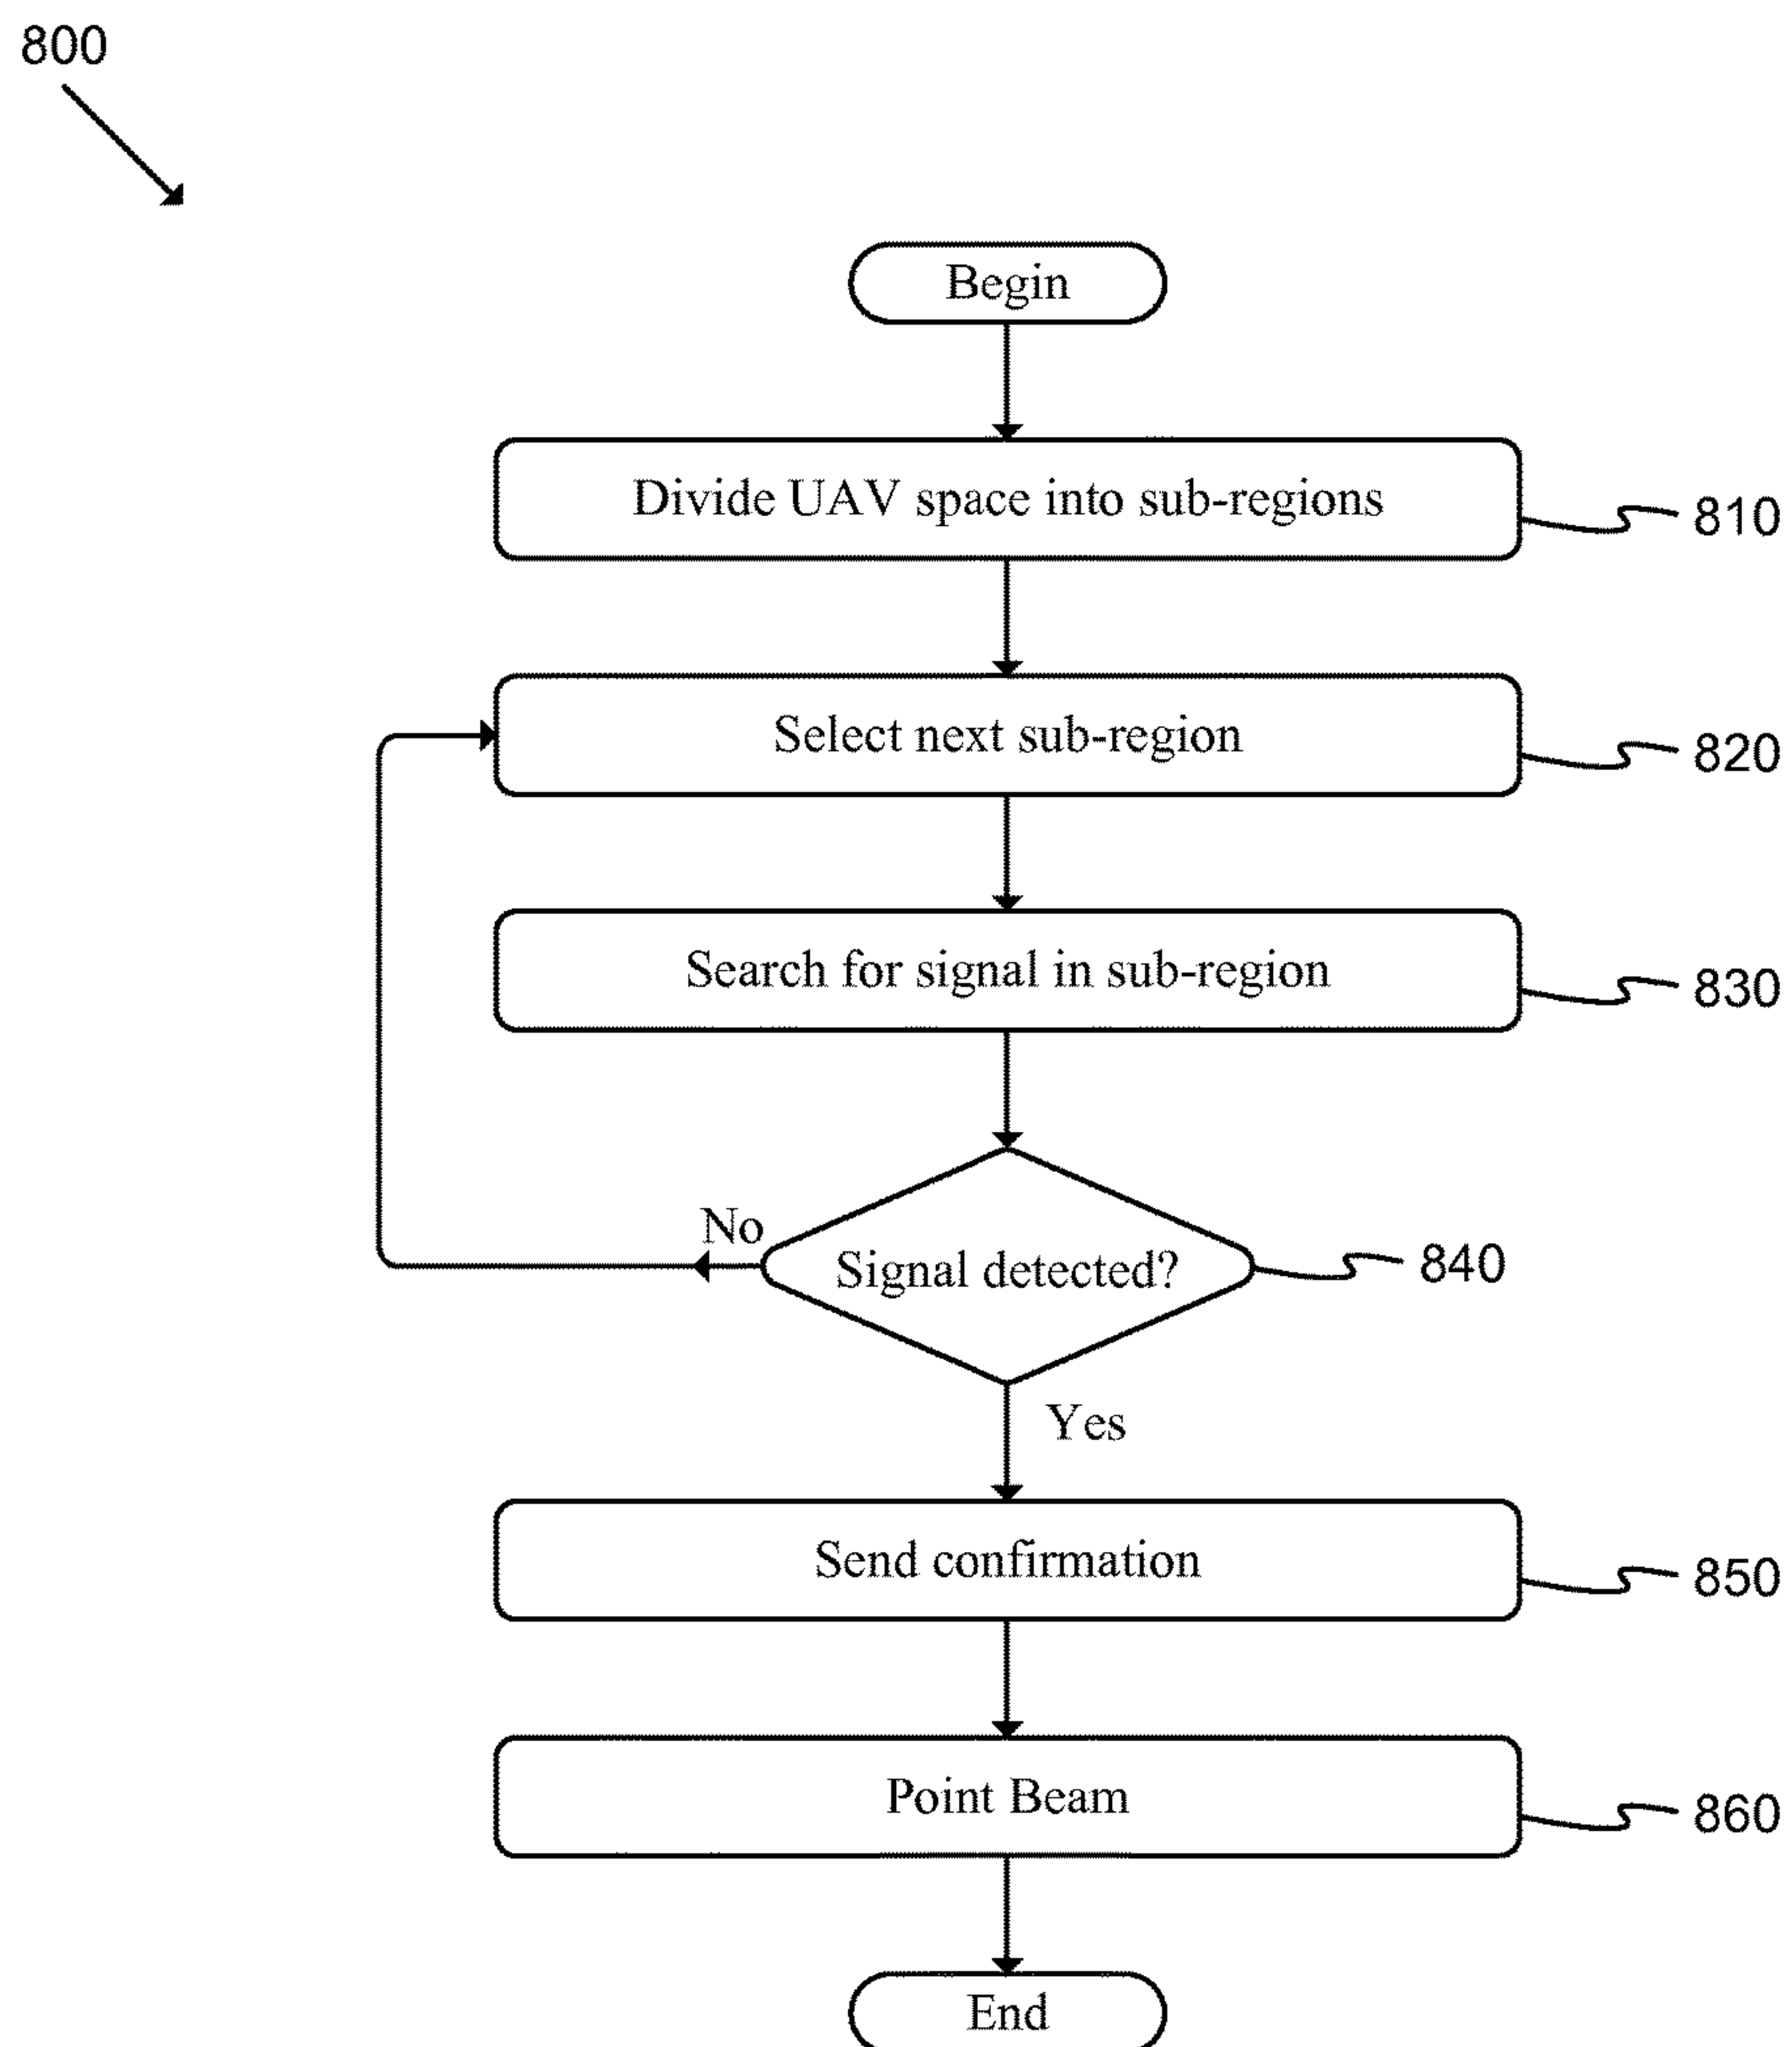 800
Begin
Divide UAV space into sub-regions
810
Select next sub-region
820
Search for signal in sub-region
830
No
Signal detected?
840
Yes
Send confirmation
850
Point Beam
860
End